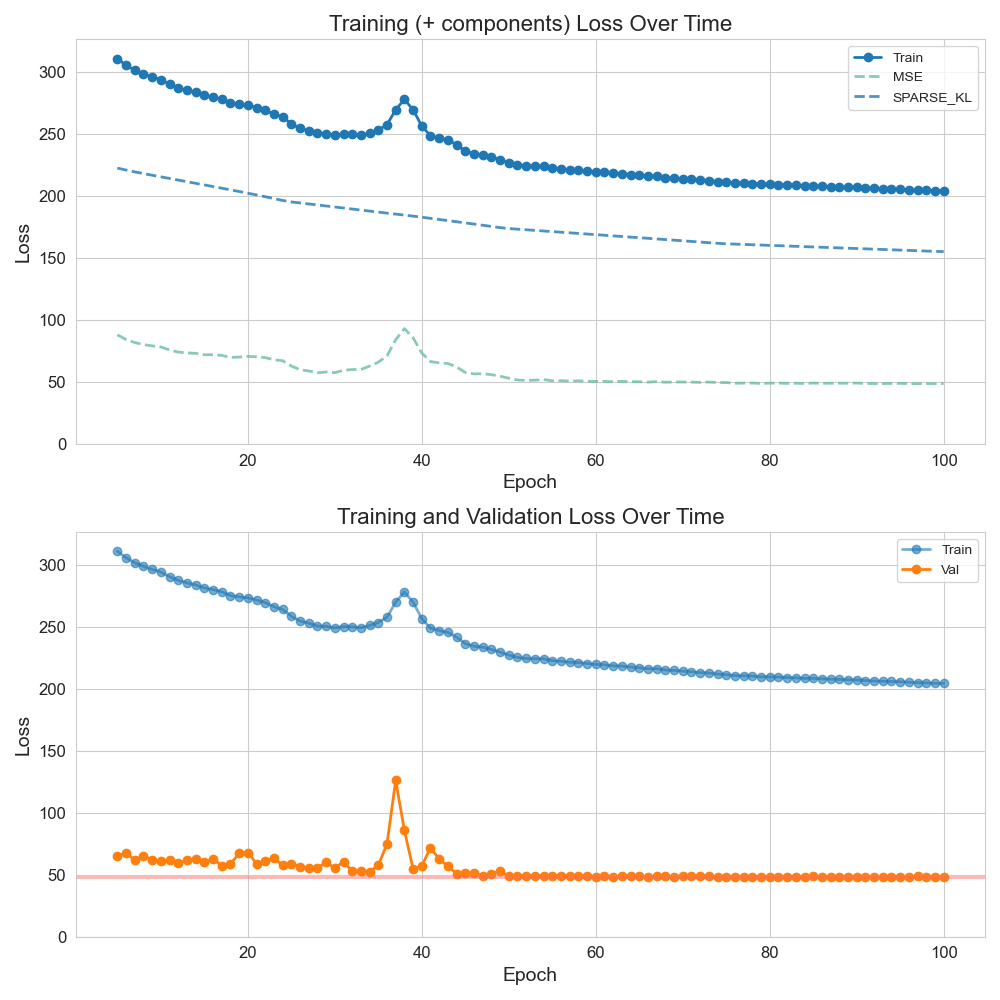 Training (+ components) Loss Over Time
Train
MSE
SPARSE_KL
Loss
300
250
200
150
100
50
0
20 40 60 80 100
Epoch
Training and Validation Loss Over Time
Train
Val
Loss
300
250
200
150
100
50
0
20 40 60 80 100
Epoch